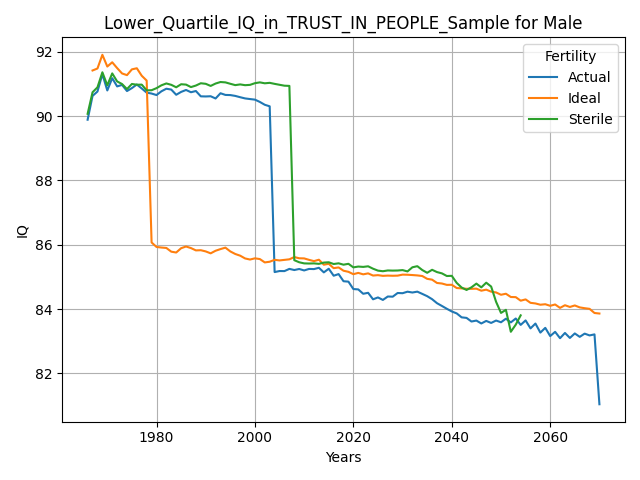 Lower_Quartile_IQ_in_TRUST_IN_PEOPLE_Sample for Male
Fertility
Actual
Ideal
Sterile
92
90
88
86
84
82
IQ
1980
2000
2020
2040
2060
Years